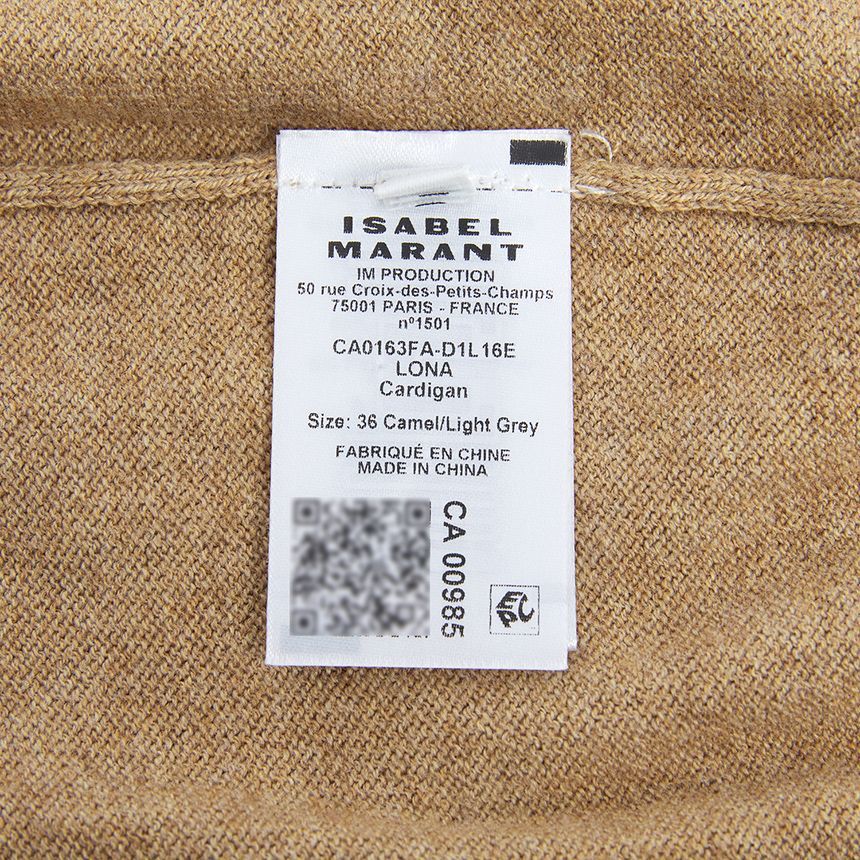 ISABEL
MARANT
IM PRODUCTION
50 rue Croix-des-Petits-Champs
75001 PARIS - FRANCE
nº1501
CA0163FA-D1L16E
LONA
Cardigan
Size: 36 Camel/Light Grey
FABRIQUÉ EN CHINE
MADE IN CHINA
CA 00985